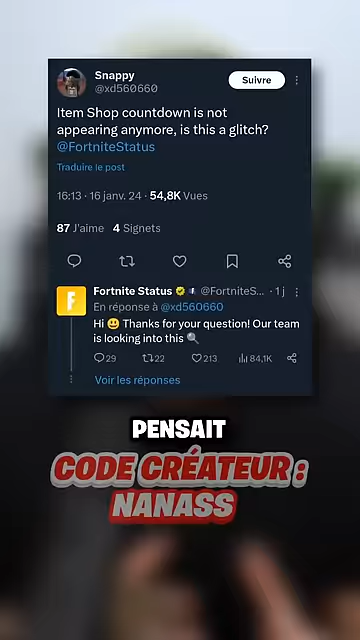 Snappy
@xd560660
Suivre
Item Shop countdown is not
appearing anymore, is this a glitch?
@FortniteStatus
Traduire le post
16:13 · 16 janv. 24 · 54,8K Vues
87 J'aime 4 Signets
Fortnite Status @FortniteS... · 1 j
En réponse à @xd560660
Hi 😃 Thanks for your question! Our team
is looking into this 🔍
29 22 213 84,1K
Voir les réponses
PENSAIT
CODE CRÉATEUR :
NANASS